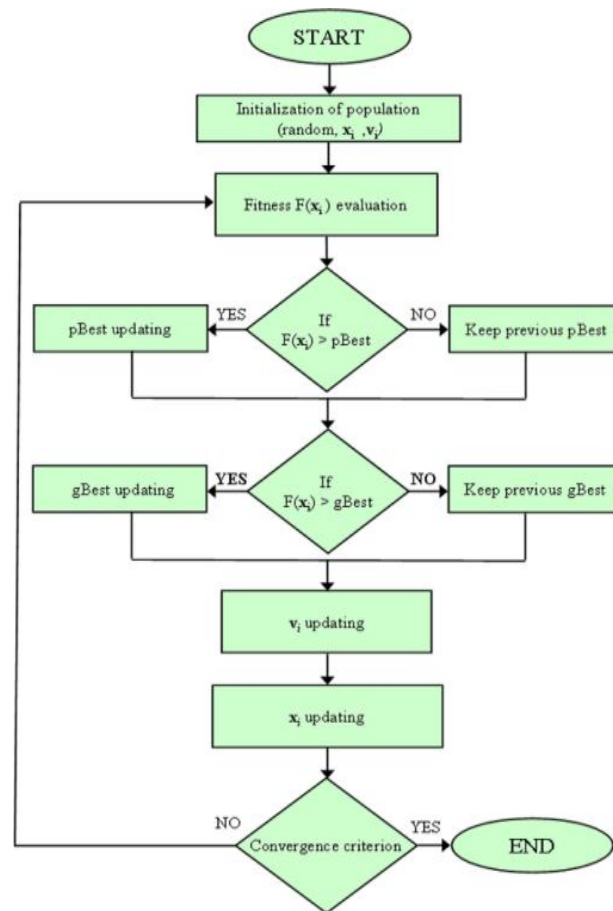 START
Initialization of population
(random, xᵢ ,vᵢ)
Fitness F(xᵢ) evaluation
YES
NO
pBest updating
If
F(xᵢ) > pBest
Keep previous pBest
YES
NO
gBest updating
If
F(xᵢ) > gBest
Keep previous gBest
vᵢ updating
xᵢ updating
NO
YES
Convergence criterion
END